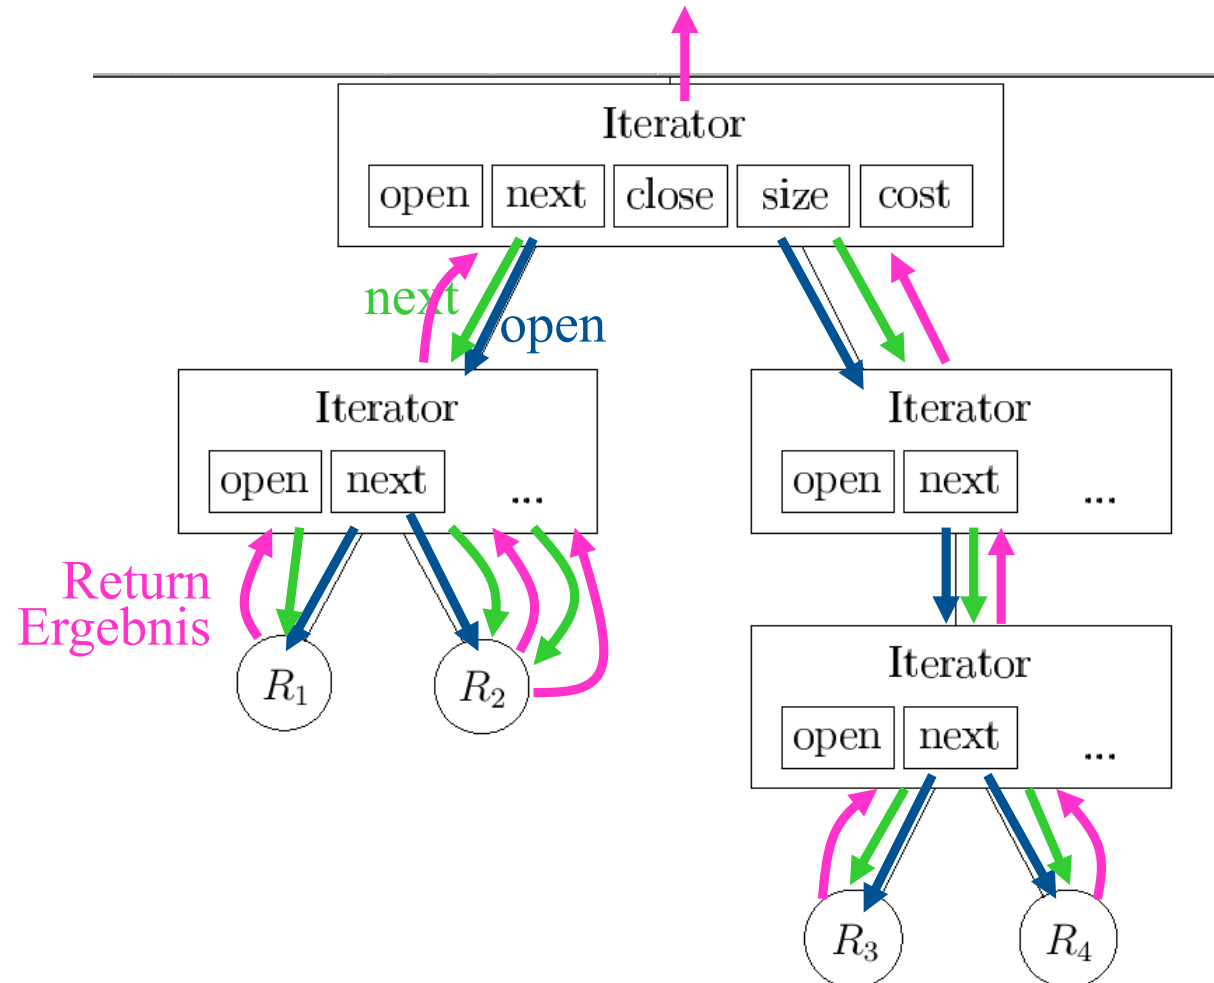 Iterator
open next close size cost
next
open
Iterator
open next ...
Iterator
open next ...
Return
Ergebnis
R1
R2
Iterator
open next ...
R3
R4